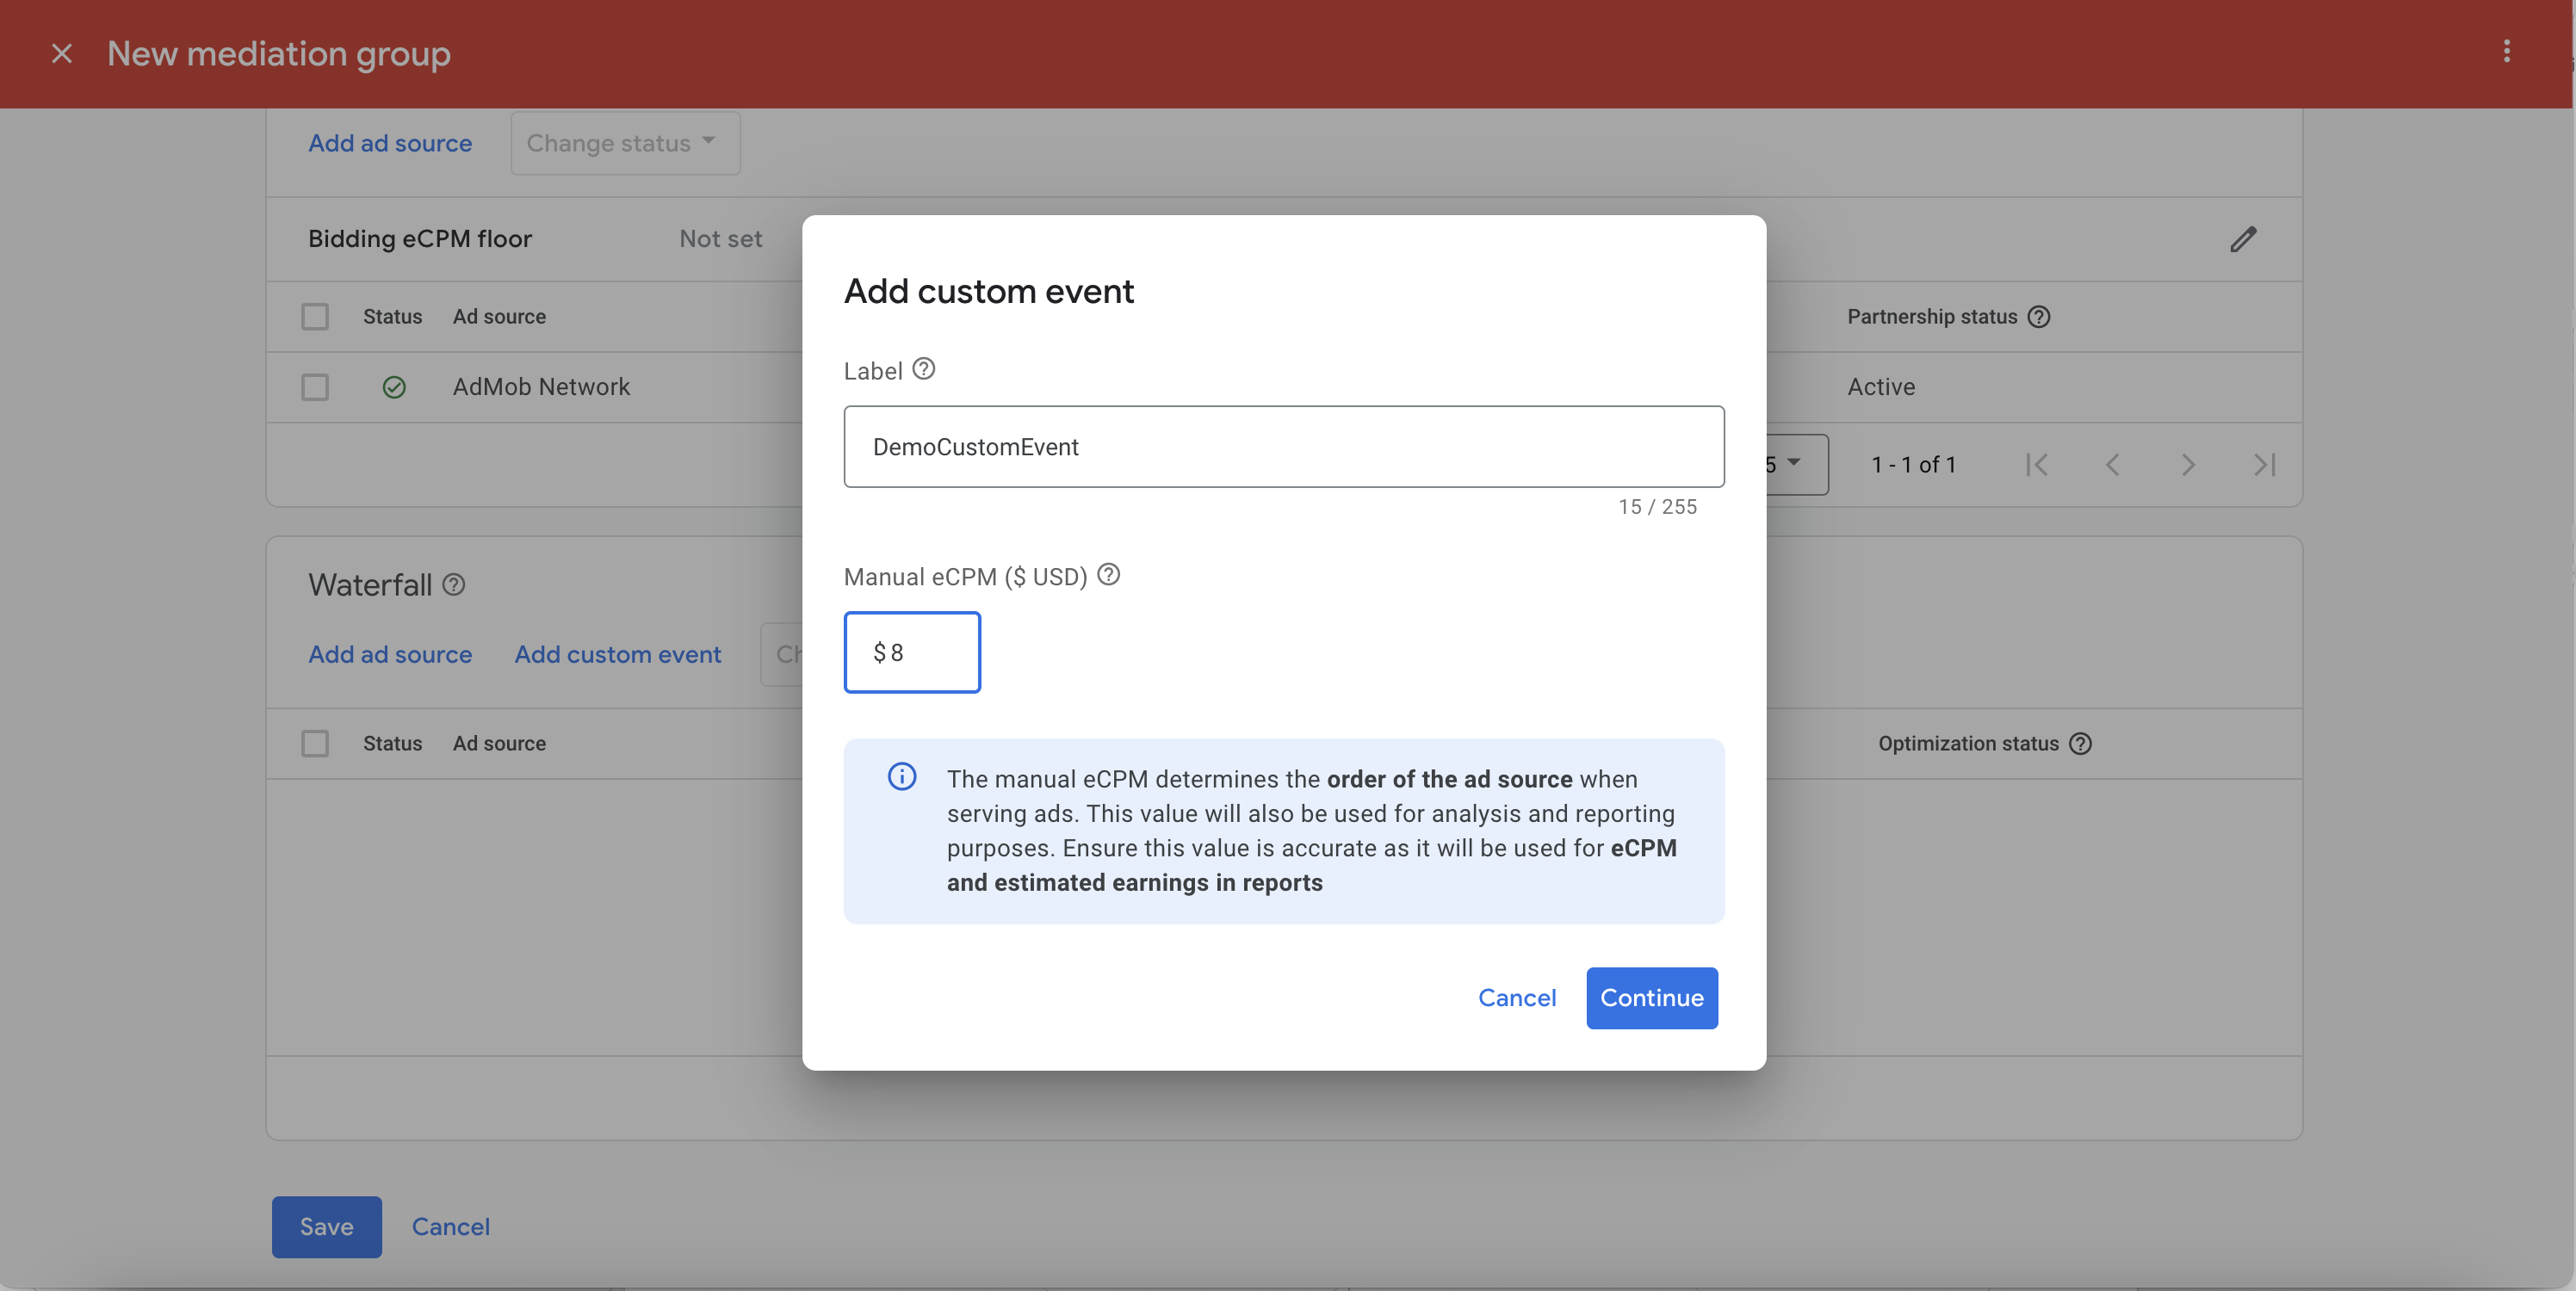 New mediation group
Add ad source
Change status
Bidding eCPM floor
Not set
Status
Ad source
Partnership status
AdMob Network
Active
5
1 - 1 of 1
Waterfall
Add ad source
Add custom event
Ch
Status
Ad source
Optimization status
Add custom event
Label
DemoCustomEvent
15 / 255
Manual eCPM ($ USD)
$ 8
The manual eCPM determines the order of the ad source when
serving ads. This value will also be used for analysis and reporting
purposes. Ensure this value is accurate as it will be used for eCPM
and estimated earnings in reports
Cancel
Continue
Save
Cancel